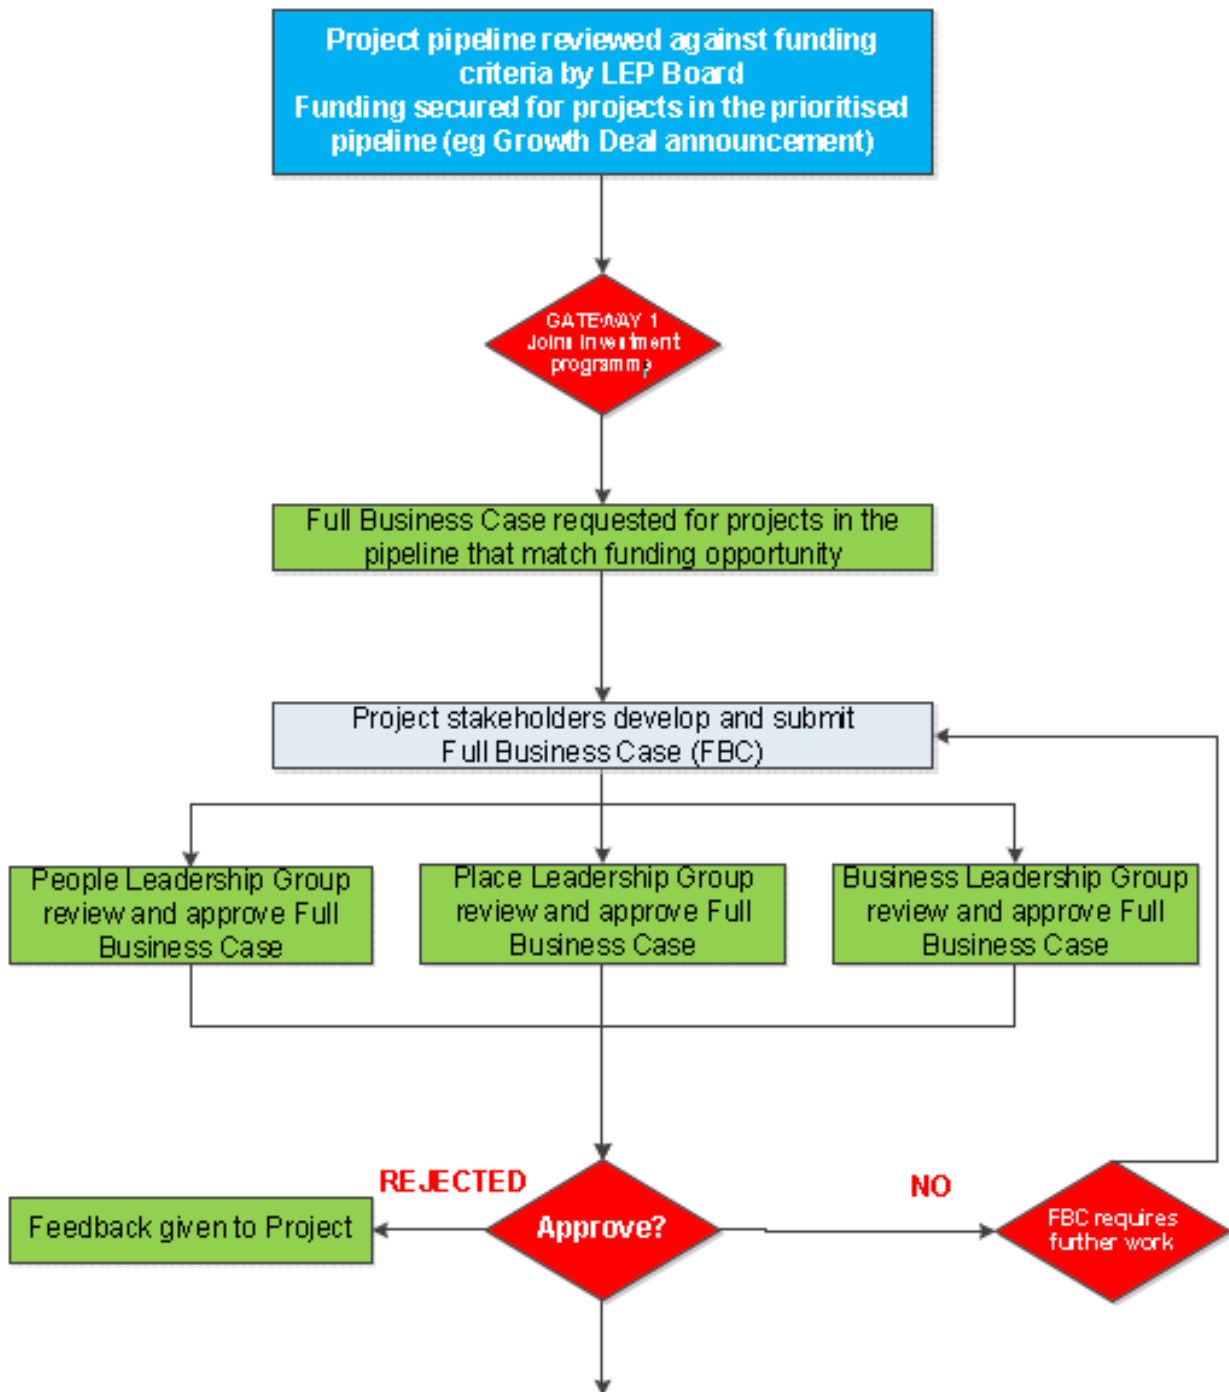 Project pipeline reviewed against funding
criteria by LEP Board
Funding secured for projects in the prioritised
pipeline (eg Growth Deal announcement)
GATEWAY 1
Joins Investment
programme
Full Business Case requested for projects in the
pipeline that match funding opportunity
Project stakeholders develop and submit
Full Business Case (FBC)
People Leadership Group
review and approve Full
Business Case
Place Leadership Group
review and approve Full
Business Case
Business Leadership Group
review and approve Full
Business Case
REJECTED
NO
Feedback given to Project
Approve?
FBC requires
further work